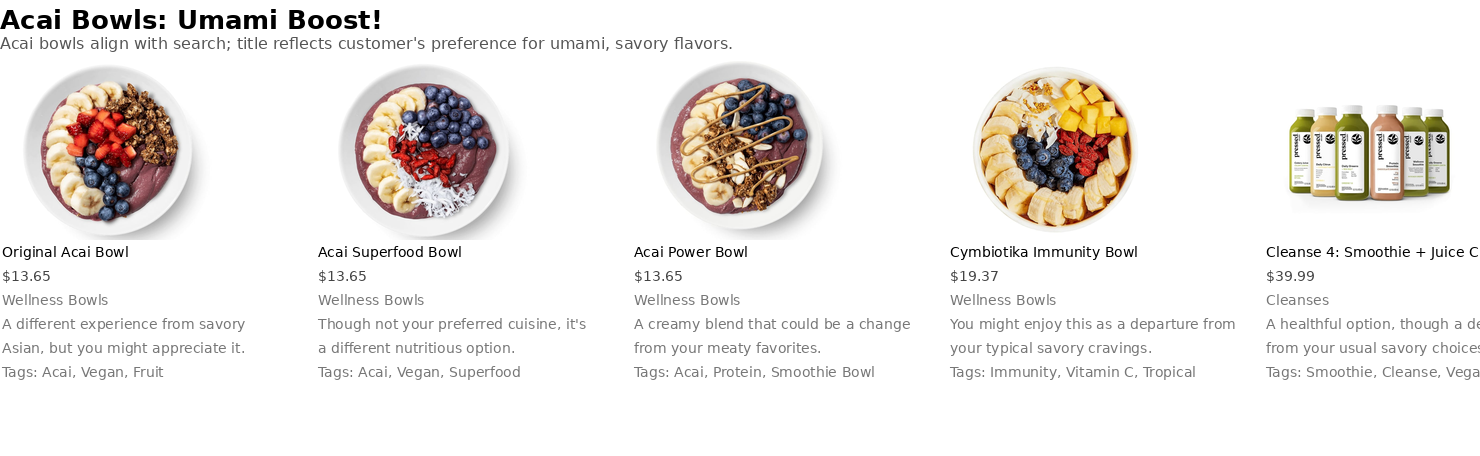 Acai Bowls: Umami Boost!
Acai bowls align with search; title reflects customer's preference for umami, savory flavors.
pressed
pressed
pressed
pressed
pressed
Original Acai Bowl
$13.65
Wellness Bowls
A different experience from savory
Asian, but you might appreciate it.
Tags: Acai, Vegan, Fruit
Acai Superfood Bowl
$13.65
Wellness Bowls
Though not your preferred cuisine, it's
a different nutritious option.
Tags: Acai, Vegan, Superfood
Acai Power Bowl
$13.65
Wellness Bowls
A creamy blend that could be a change
from your meaty favorites.
Tags: Acai, Protein, Smoothie Bowl
Cymbiotika Immunity Bowl
$19.37
Wellness Bowls
You might enjoy this as a departure from
your typical savory cravings.
Tags: Immunity, Vitamin C, Tropical
Cleanse 4: Smoothie + Juice C
$39.99
Cleanses
A healthful option, though a de
from your usual savory choices
Tags: Smoothie, Cleanse, Vega